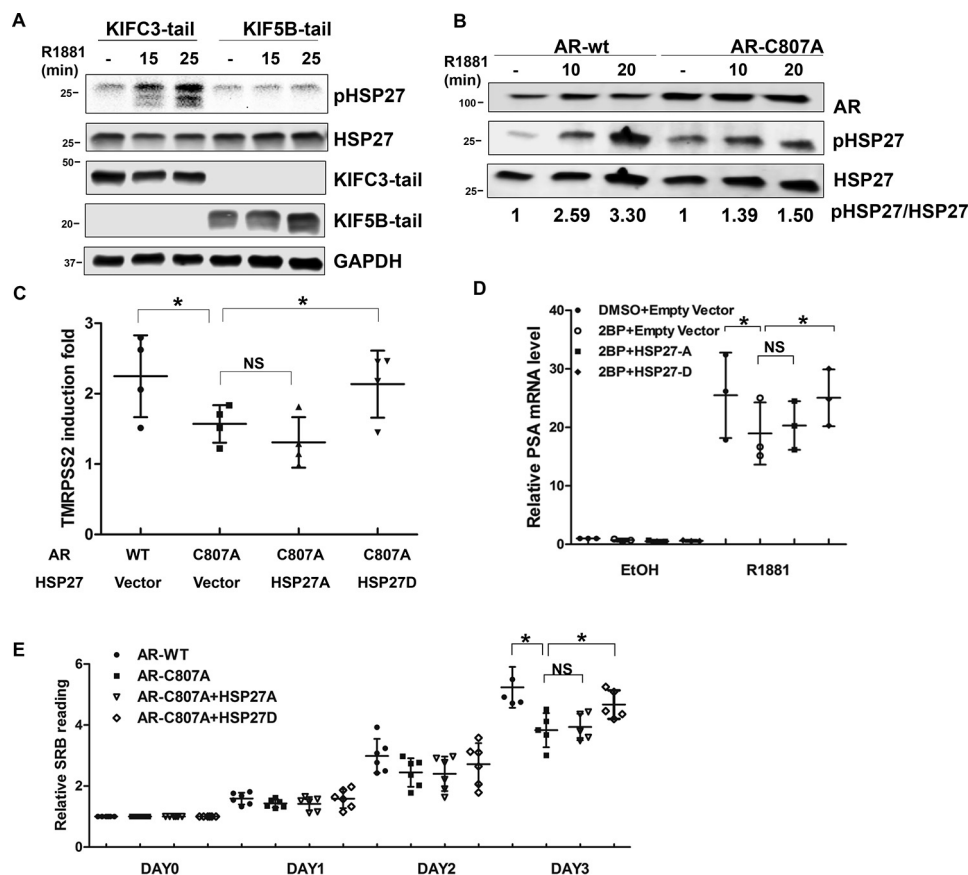 A
KIFC3-tail KIF5B-tail
R1881
(min) - 15 25 - 15 25
25- pHSP27
25- HSP27
50-
KIFC3-tail
20- KIF5B-tail
37- GAPDH
B
AR-wt AR-C807A
R1881
(min) - 10 20 - 10 20
100- AR
25- pHSP27
25- HSP27
1 2.59 3.30 1 1.39 1.50 pHSP27/HSP27
C
TMRPSS2 induction fold
3
2
1
0
* * NS
AR WT C807A C807A C807A
HSP27 Vector Vector HSP27A HSP27D
D
Relative PSA mRNA level
40
30
20
10
0
DMSO+Empty Vector
2BP+Empty Vector
2BP+HSP27-A
2BP+HSP27-D
* * NS
EtOH R1881
E
Relative SRB reading
8
6
4
2
0
AR-WT
AR-C807A
AR-C807A+HSP27A
AR-C807A+HSP27D
* * NS
DAY0 DAY1 DAY2 DAY3